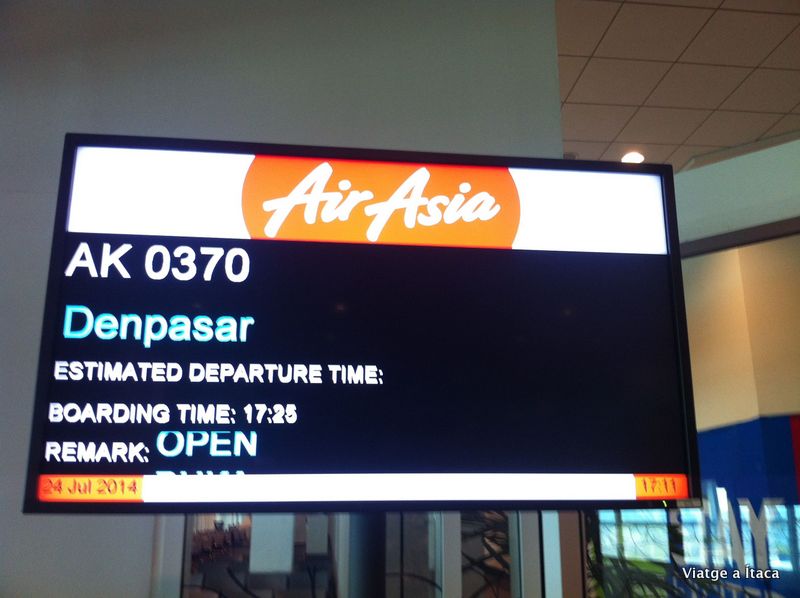 AirAsia
AK 0370
Denpasar
ESTIMATED DEPARTURE TIME:
BOARDING TIME: 17:25
REMARK: OPEN
24 Jul 2014 17:11
Viatge a Ítaca